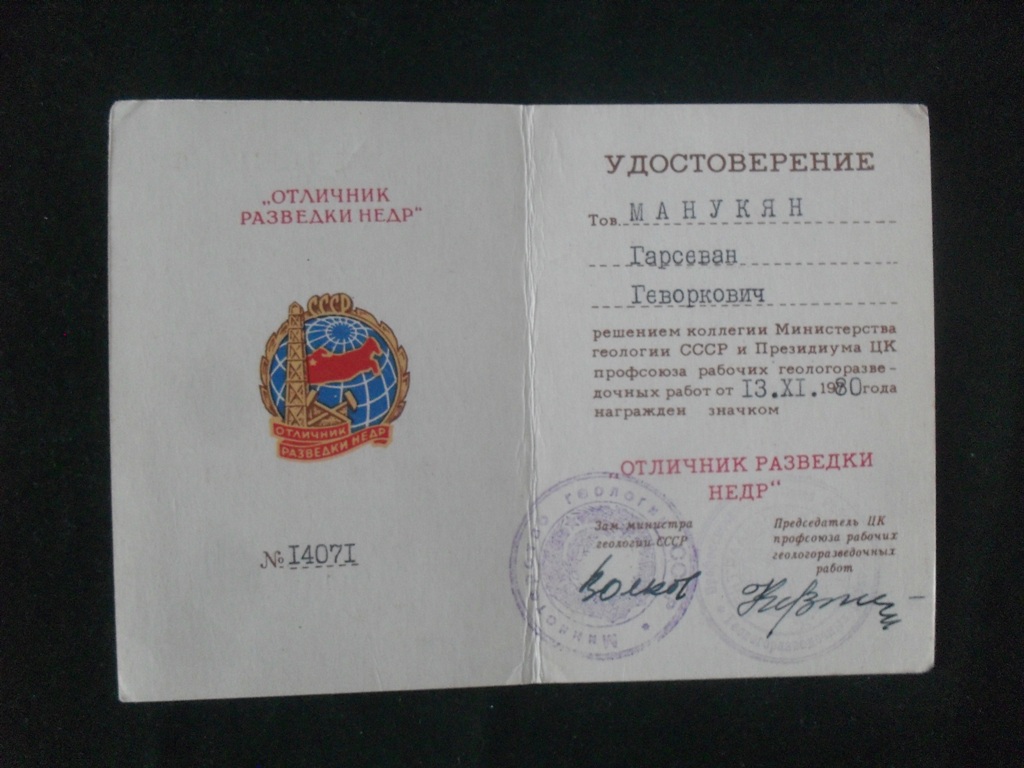 „ОТЛИЧНИК
РАЗВЕДКИ НЕДР“
СССР
ОТЛИЧНИК
РАЗВЕДКИ НЕДР
№ I407I
УДОСТОВЕРЕНИЕ
Тов. МАНУКЯН
Гарсеван
Геворкович
решением коллегии Министерства
геологии СССР и Президиума ЦК
профсоюза рабочих геологоразве-
дочных работ от I3.XI.1980 года
награжден значком
„ОТЛИЧНИК РАЗВЕДКИ
НЕДР“
Зам. министра
геологии СССР
Председатель ЦК
профсоюза рабочих
геологоразведочных
работ
Волков